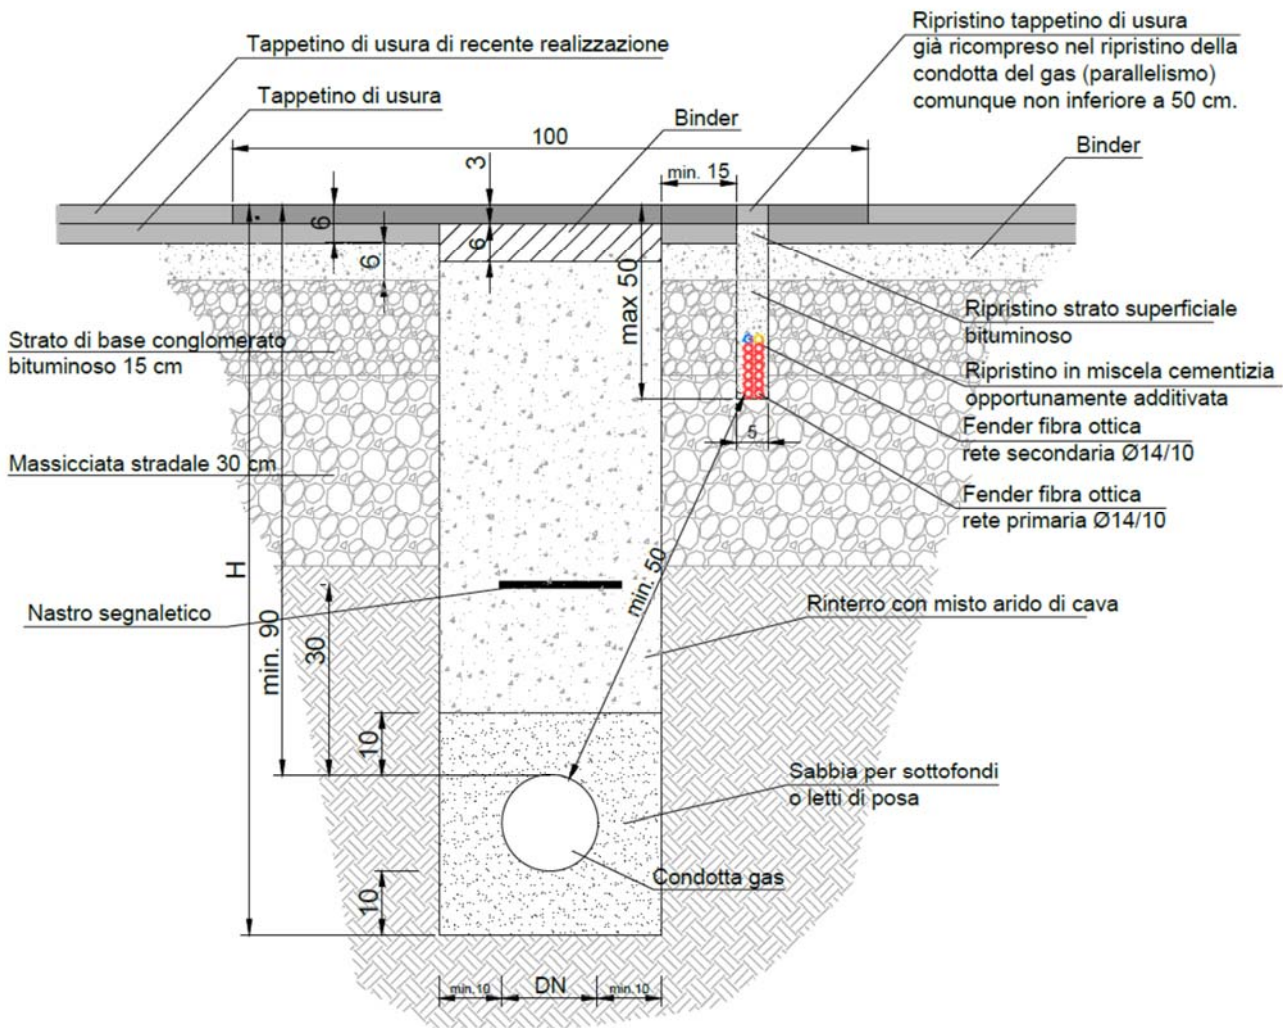 Ripristino tappetino di usura
già ricompreso nel ripristino della
condotta del gas (parallelismo)
comunque non inferiore a 50 cm.
Tappetino di usura di recente realizzazione
Tappetino di usura
Binder
100
Binder
3
min. 15
6
6
6
max 50
Strato di base conglomerato
bituminoso 15 cm
Ripristino strato superficiale
bituminoso
Ripristino in miscela cementizia
opportunamente additivata
5
Fender fibra ottica
rete secondaria Ø14/10
Massicciata stradale 30 cm
Fender fibra ottica
rete primaria Ø14/10
H
min. 50
Nastro segnaletico
min. 90
30
Rinterro con misto arido di cava
10
Sabbia per sottofondi
o letti di posa
Condotta gas
10
min.10
DN
min.10